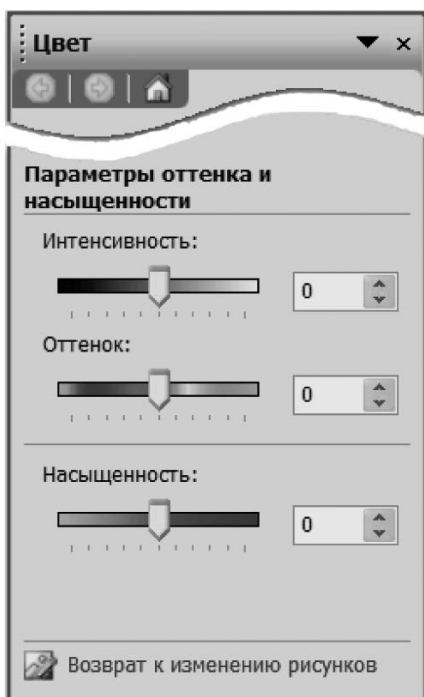 Цвет
Параметры оттенка и
насыщенности
Интенсивность:
0
Оттенок:
0
Насыщенность:
0
Возврат к изменению рисунков